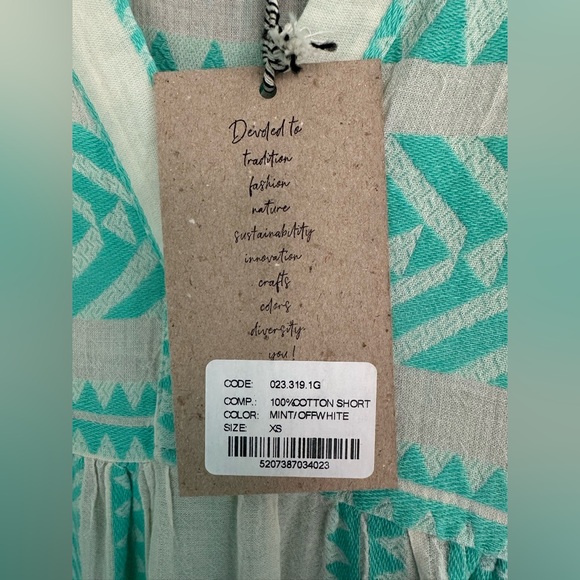 Devoted to
tradition
fashion
nature
sustainability
innovation
crafts
colors
diversity
you!
CODE: 023.319.1G
COMP.: 100%COTTON SHORT
COLOR: MINT/OFFWHITE
SIZE: XS
5207387034023